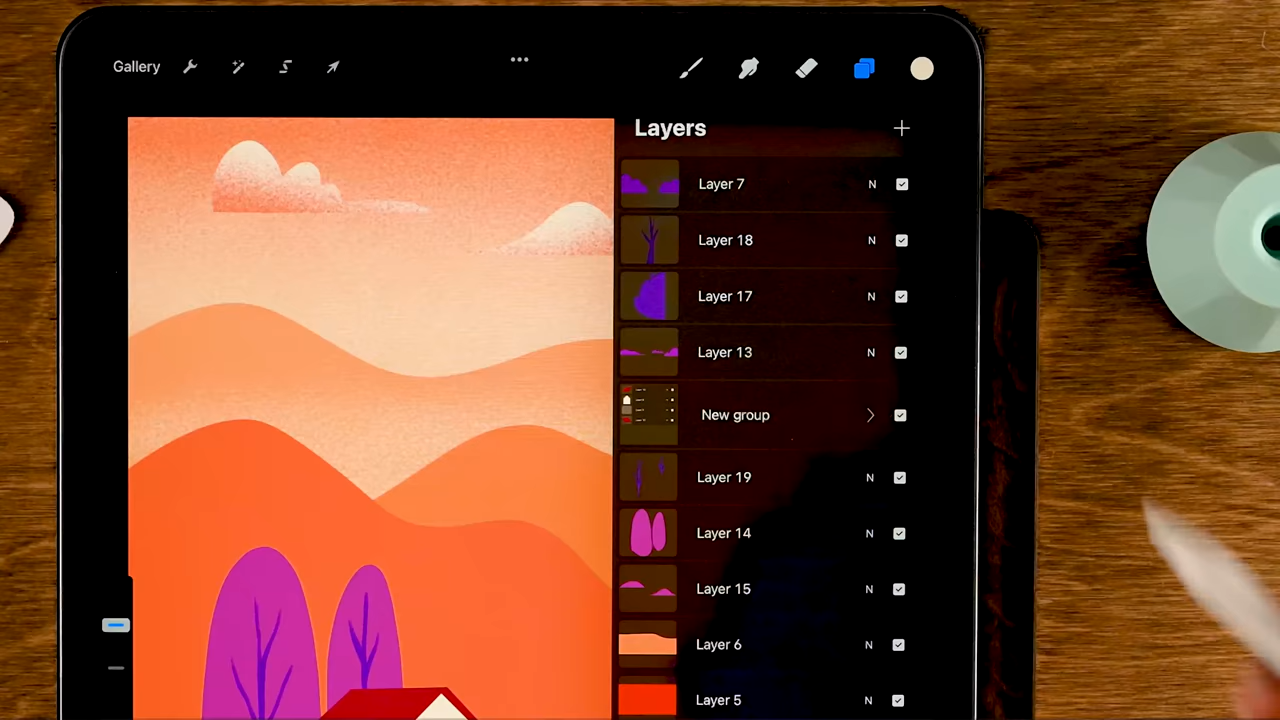 Gallery
Layers
Layer 7 N
Layer 18 N
Layer 17 N
Layer 13 N
New group
Layer 19 N
Layer 14 N
Layer 15 N
Layer 6 N
Layer 5 N